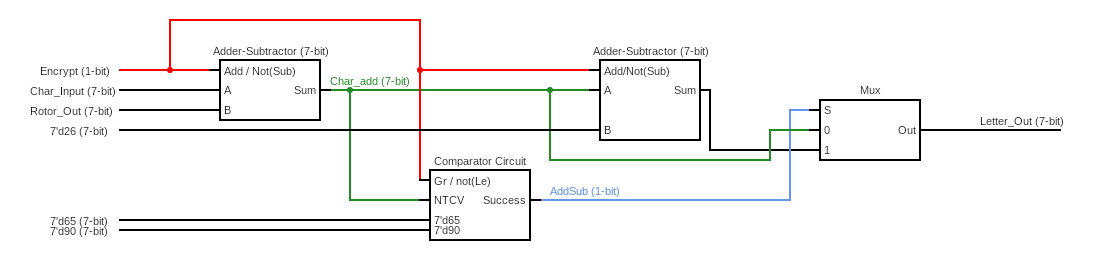 Adder-Subtractor (7-bit)
Adder-Subtractor (7-bit)
Encrypt (1-bit)
Add / Not(Sub)
Add/Not(Sub)
Char_add (7-bit)
Char_Input (7-bit)
A
Sum
A
Sum
Mux
Rotor_Out (7-bit)
B
S
Letter_Out (7-bit)
7'd26 (7-bit)
B
0
Out
1
Comparator Circuit
Gr / not(Le)
AddSub (1-bit)
NTCV
Success
7'd65 (7-bit)
7'd65
7'd90 (7-bit)
7'd90